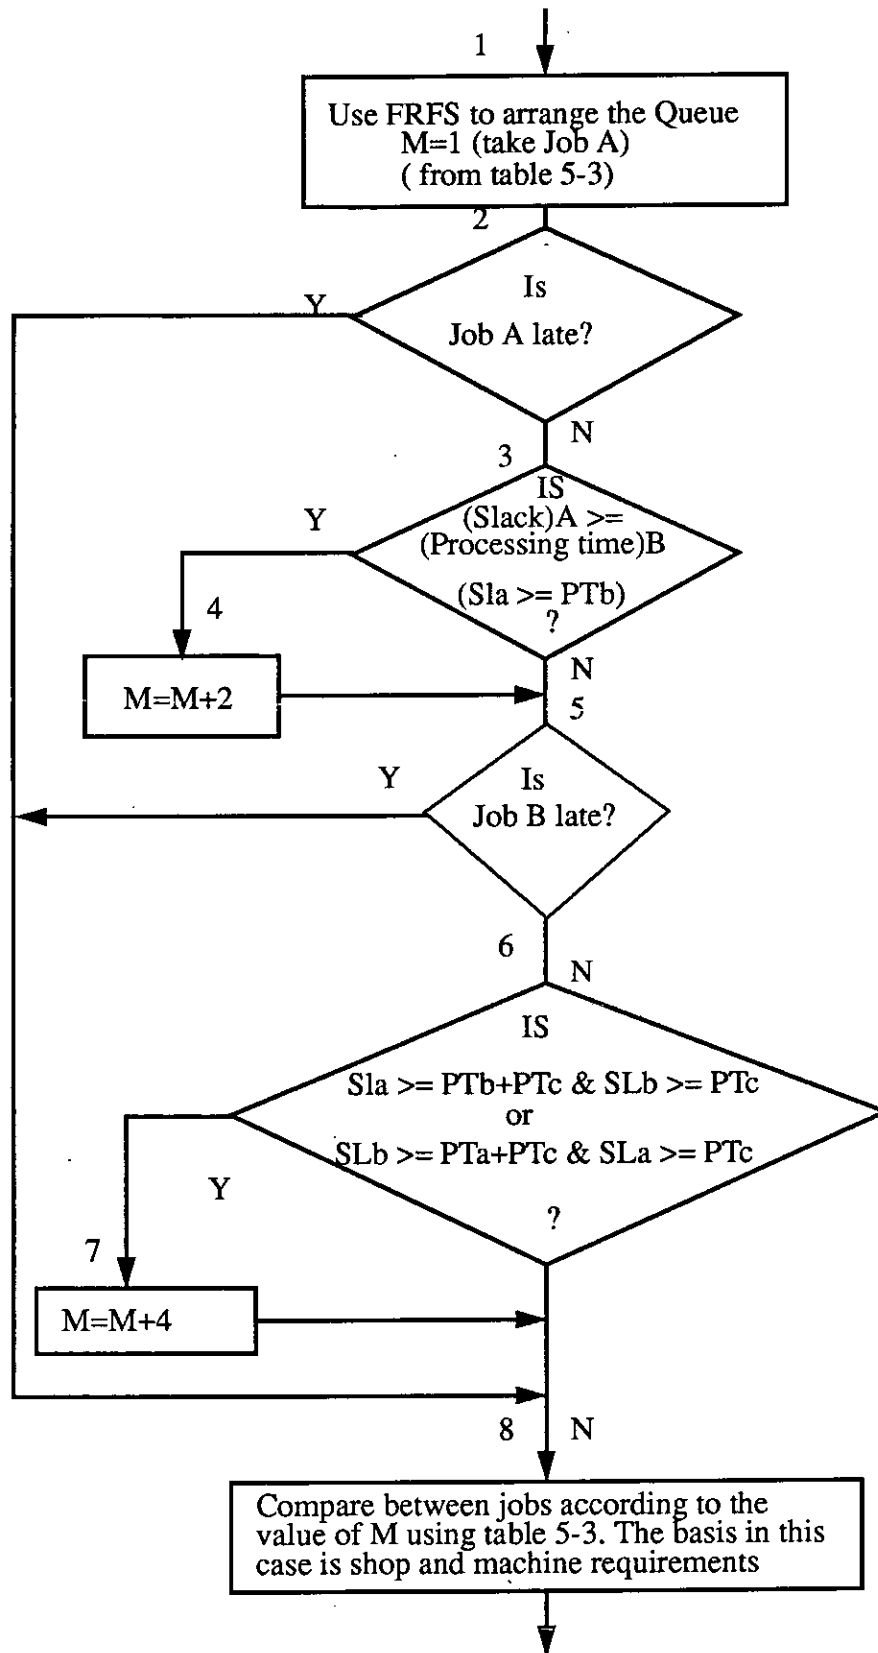 1
Use FRFS to arrange the Queue
M=1 (take Job A)
( from table 5-3)
2
Y
Is
Job A late?
N
3
IS
(Slack)A >=
(Processing time)B
(Sla >= PTb)
?
Y
4
M=M+2
N
5
Y
Is
Job B late?
6
N
IS
Sla >= PTb+PTc & SLb >= PTc
or
SLb >= PTa+PTc & SLa >= PTc
?
Y
7
M=M+4
8
N
Compare between jobs according to the
value of M using table 5-3. The basis in this
case is shop and machine requirements